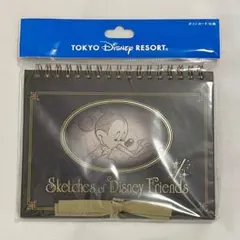 TOKYO Disney RESORT®
Sketches of Disney Friends